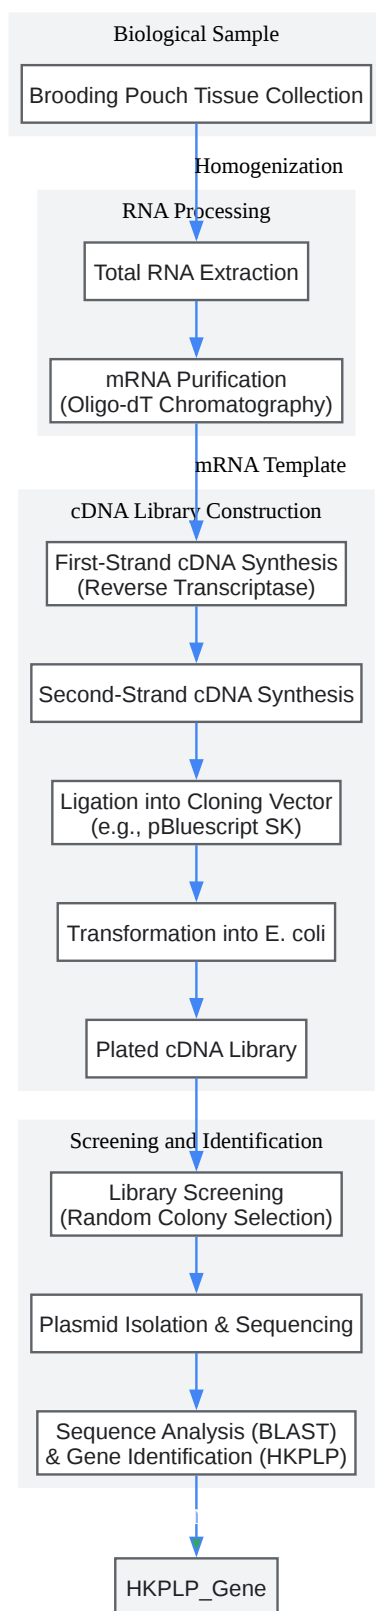 Biological Sample
Brooding Pouch Tissue Collection
Homogenization
RNA Processing
Total RNA Extraction
mRNA Purification
(Oligo-dT Chromatography)
mRNA Template
cDNA Library Construction
First-Strand cDNA Synthesis
(Reverse Transcriptase)
Second-Strand cDNA Synthesis
Ligation into Cloning Vector
(e.g., pBluescript SK)
Transformation into E. coli
Plated cDNA Library
Screening and Identification
Library Screening
(Random Colony Selection)
Plasmid Isolation & Sequencing
Sequence Analysis (BLAST)
& Gene Identification (HKPLP)
HKPLP_Gene